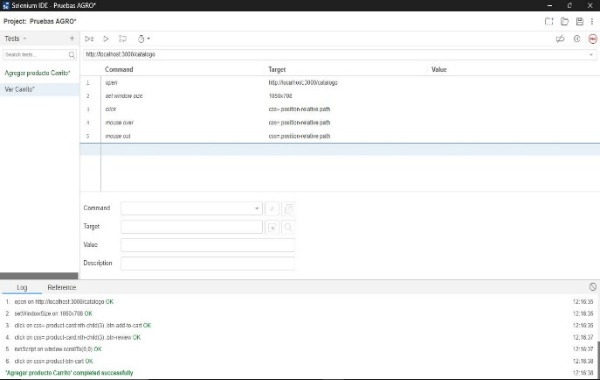 Selenium IDE - Pruebas AGRO*
Project: Pruebas AGRO*
Tests
Search tests...
Agregar producto Carrito*
Ver Carrito*
http://localhost:3000/catalogo
Command Target Value
1 open http://localhost:3000/catalogo
2 set window size 1050x708
3 click css=.position-relative path
4 mouse over css=.position-relative path
5 mouse out css=.position-relative path
Command
Target
Value
Description
Log Reference
1. open on http://localhost:3000/catalogo OK 12:16:35
2. setWindowSize on 1050x708 OK 12:16:35
3. click on css=.product-card:nth-child(3) .btn-add-to-cart OK 12:16:35
4. click on css=.product-card:nth-child(3) .btn-review OK 12:16:37
5. runScript on window.scrollTo(0,0) OK 12:16:37
6. click on css=.product-btn-cart OK 12:16:38
'Agregar producto Carrito' completed successfully 12:16:38